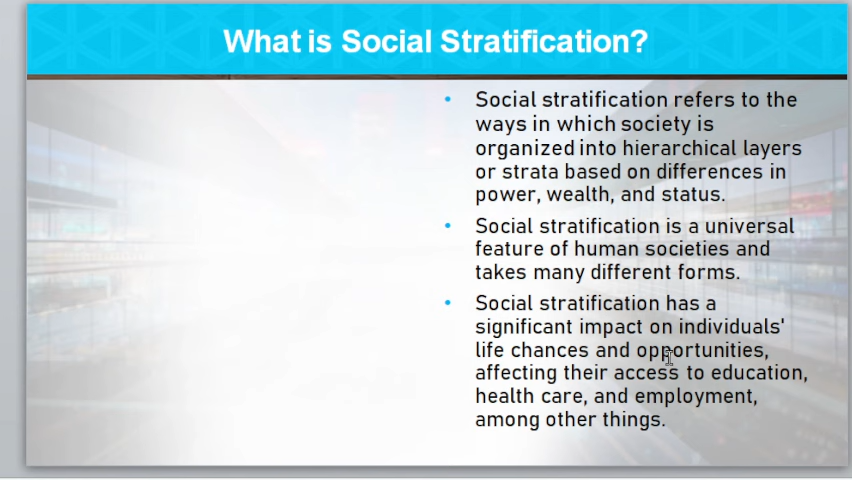 What is Social Stratification?
• Social stratification refers to the
ways in which society is
organized into hierarchical layers
or strata based on differences in
power, wealth, and status.
• Social stratification is a universal
feature of human societies and
takes many different forms.
• Social stratification has a
significant impact on individuals'
life chances and opportunities,
affecting their access to education,
health care, and employment,
among other things.